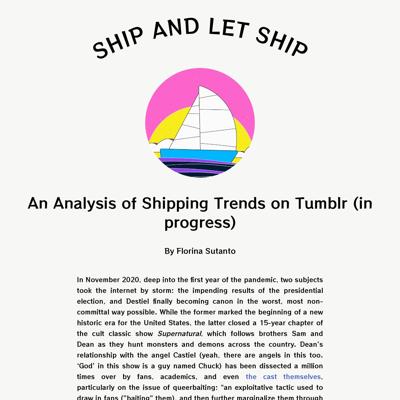 SHIP AND LET SHIP
An Analysis of Shipping Trends on Tumblr (in
progress)
By Florina Sutanto
In November 2020, deep into the first year of the pandemic, two subjects
took the internet by storm: the impending results of the presidential
election, and Destiel finally becoming canon in the worst, most non-
committal way possible. While the former marked the beginning of a new
historic era for the United States, the latter closed a 15-year chapter of
the cult classic show Supernatural, which follows brothers Sam and
Dean as they hunt monsters and demons across the country. Dean's
relationship with the angel Castiel (yeah, there are angels in this too.
'God' in this show is a guy named Chuck) has been dissected a million
times over by fans, academics, and even the cast themselves,
particularly on the issue of queerbaiting: "an exploitative tactic used to
draw in fans ("baiting" them), and then further marginalize them through